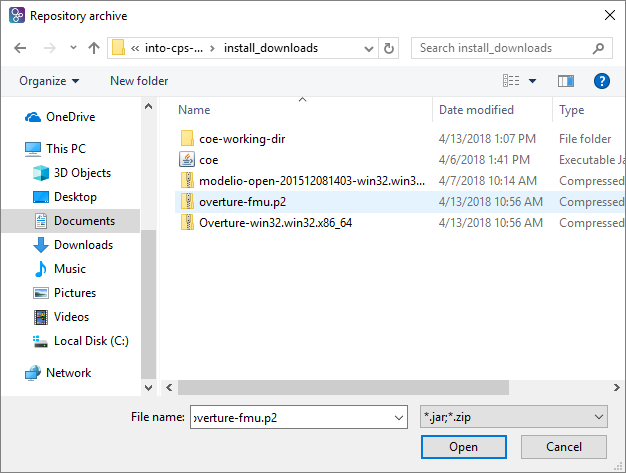 Repository archive
« into-cps-... > install_downloads
Search install_downloads
Organize
New folder
Name Date modified Type
OneDrive
This PC
3D Objects
Desktop
Documents
Downloads
Music
Pictures
Videos
Local Disk (C:)
Network
coe-working-dir 4/13/2018 1:07 PM File folder
coe 4/6/2018 1:41 PM Executable Ja
modelio-open-201512081403-win32.win3... 4/7/2018 10:14 AM Compressed
overture-fmu.p2 4/13/2018 10:56 AM Compressed
Overture-win32.win32.x86_64 4/13/2018 10:56 AM Compressed
File name: overture-fmu.p2 *.jar;*.zip
Open Cancel